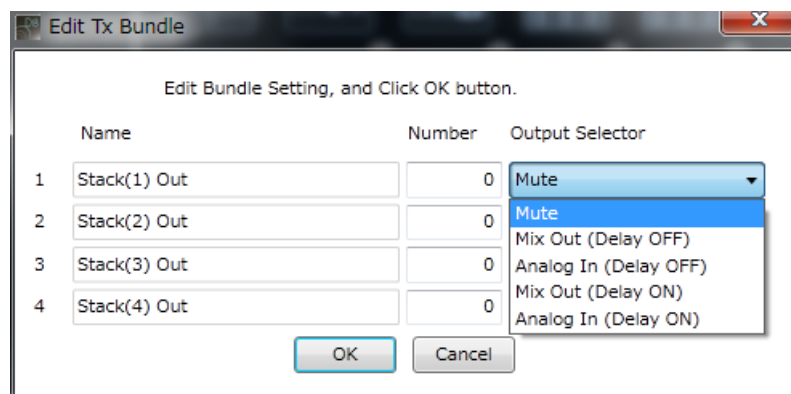 Edit Tx Bundle
Edit Bundle Setting, and Click OK button.
Name Number Output Selector
1 Stack(1) Out 0 Mute
2 Stack(2) Out 0
3 Stack(3) Out 0
4 Stack(4) Out 0
Mute
Mix Out (Delay OFF)
Analog In (Delay OFF)
Mix Out (Delay ON)
Analog In (Delay ON)
OK Cancel